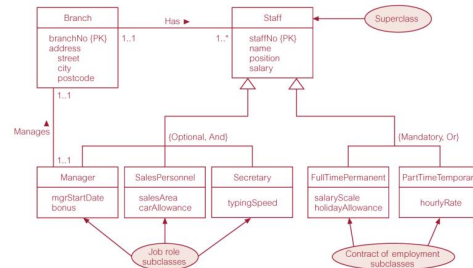 Branch
Has ►
Staff
Superclass
branchNo {PK}
address
street
city
postcode
1..1
1..*
staffNo {PK}
name
position
salary
1..1
Manages ▲
{Optional, And}
{Mandatory, Or}
1..1
Manager
SalesPersonnel
Secretary
FullTimePermanent
PartTimeTemporar
mgrStartDate
bonus
salesArea
carAllowance
typingSpeed
salaryScale
holidayAllowance
hourlyRate
Job role
subclasses
Contract of employment
subclasses